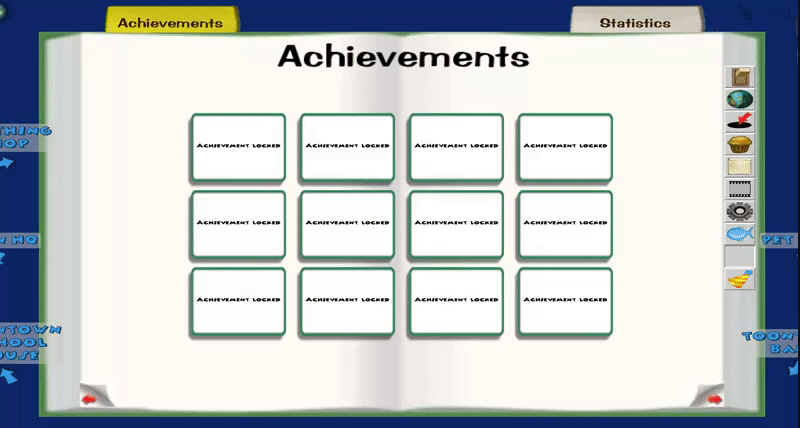 Achievements
Statistics
Achievements
Achievement locked Achievement locked Achievement locked Achievement locked
Achievement locked Achievement locked Achievement locked Achievement locked
Achievement locked Achievement locked Achievement locked Achievement locked
THING
OP
N HQ
PET
NTOWN
HOOL
OUSE
TOON
BA